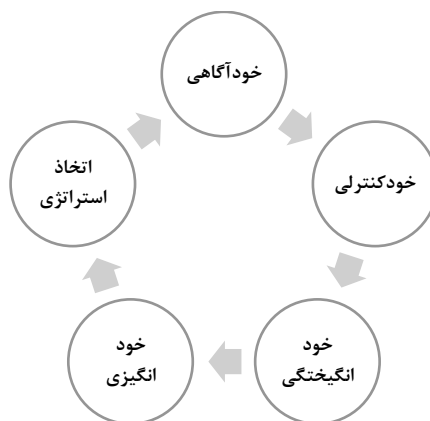 خودآگاهی
خودکنترلی
خود
انگیختگی
خود
انگیزی
اتخاذ
استراتژی